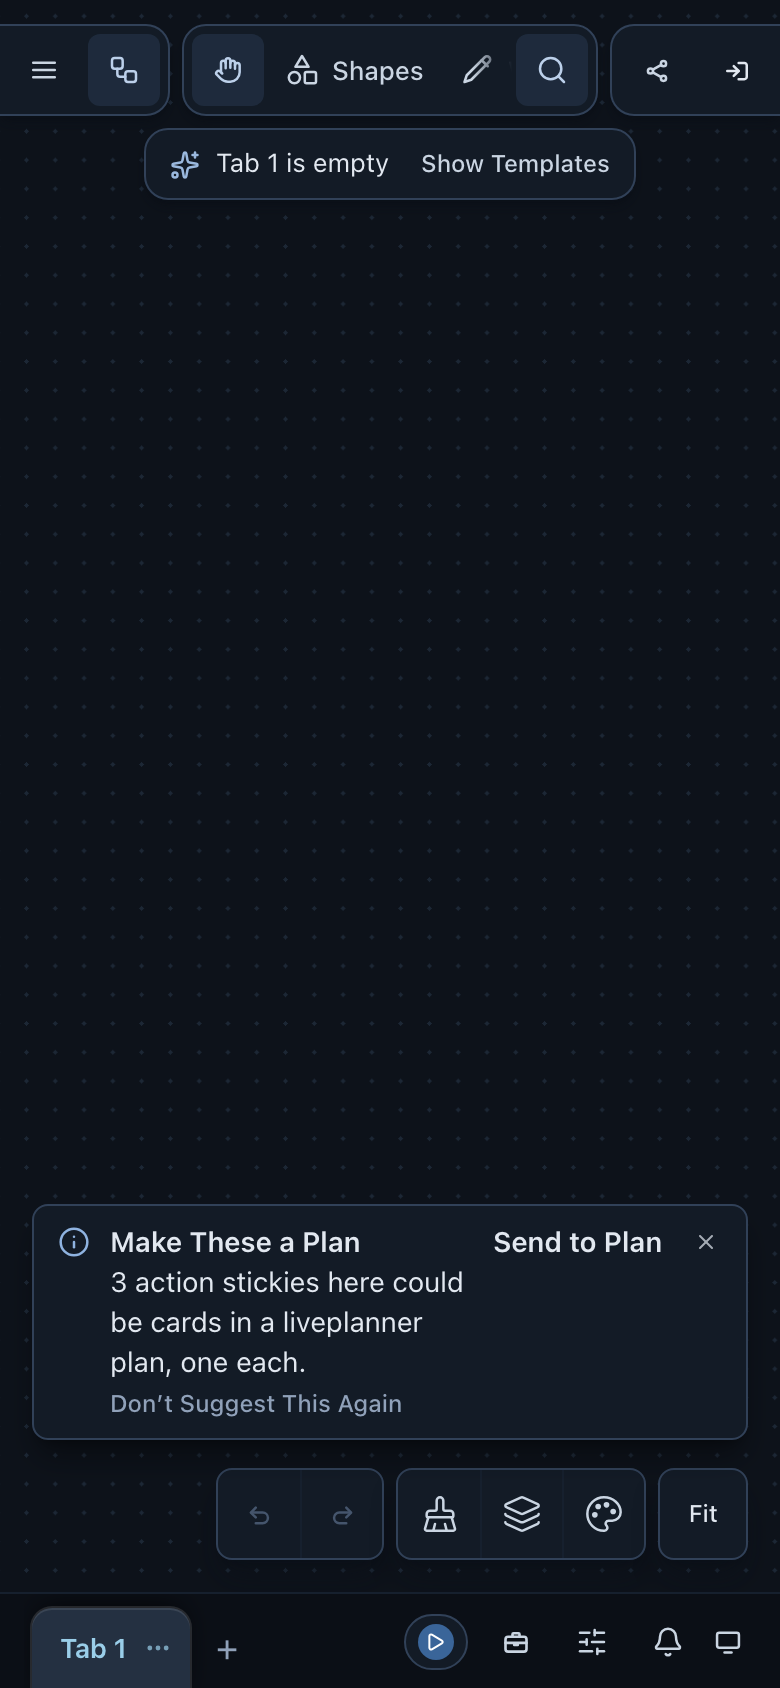 Shapes
Tab 1 is empty Show Templates
Make These a Plan Send to Plan
3 action stickies here could
be cards in a liveplanner
plan, one each.
Don’t Suggest This Again
Fit
Tab 1